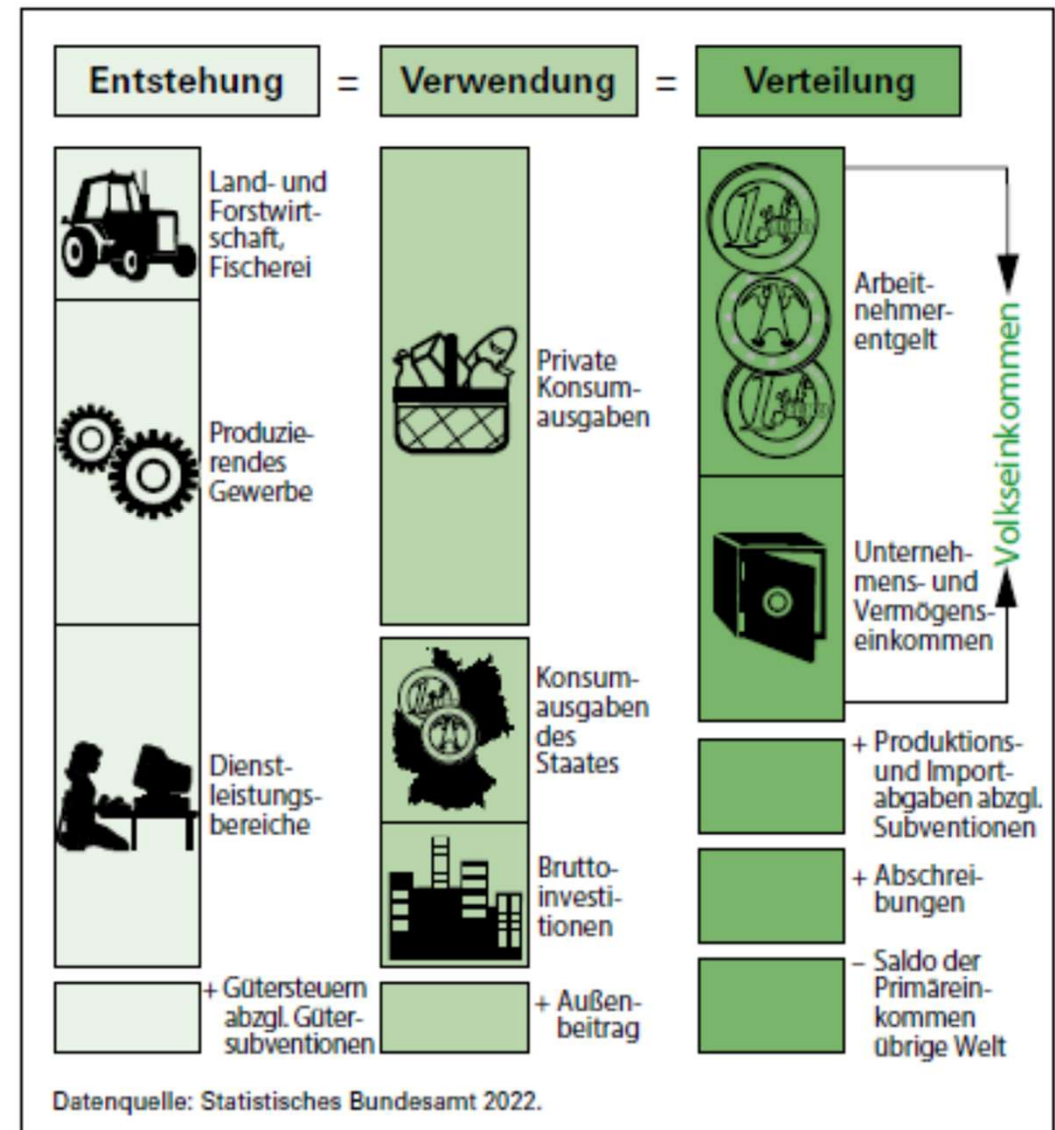 Entstehung = Verwendung = Verteilung
Land- und
Forstwirt-
schaft,
Fischerei
Produzie-
rendes
Gewerbe
Dienst-
leistungs-
bereiche
+ Gütersteuern
abzgl. Güter-
subventionen
Private
Konsum-
ausgaben
Konsum-
ausgaben
des
Staates
Brutto-
investi-
tionen
+ Außen-
beitrag
Arbeit-
nehmer-
entgelt
Unterneh-
mens- und
Vermögens-
einkommen
Volkseinkommen
+ Produktions-
und Import-
abgaben abzgl.
Subventionen
+ Abschrei-
bungen
– Saldo der
Primärein-
kommen
übrige Welt
Datenquelle: Statistisches Bundesamt 2022.